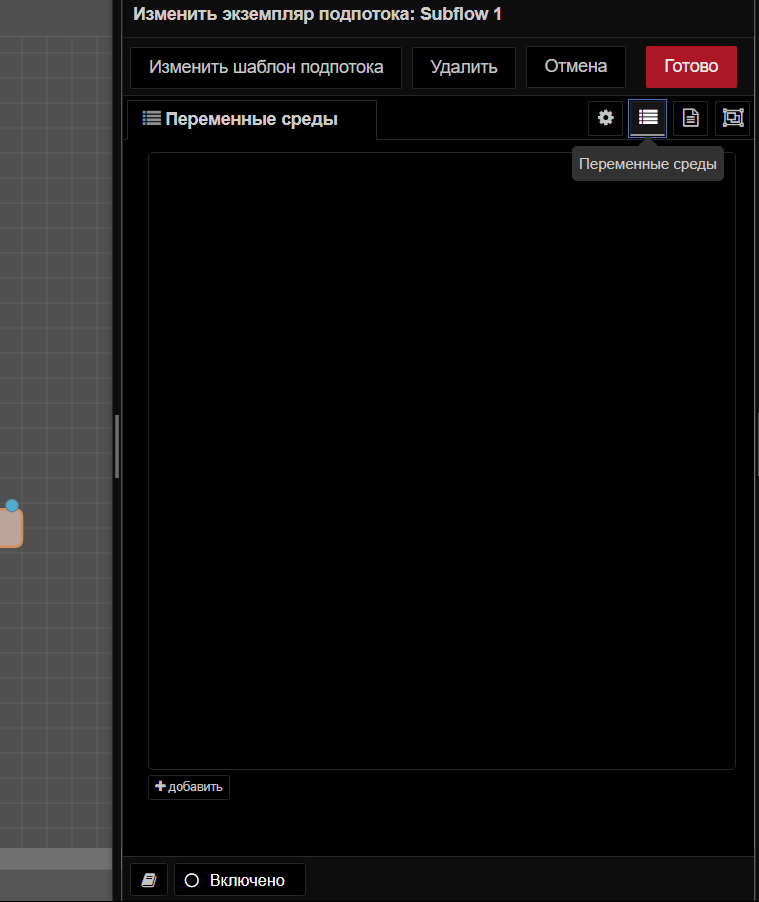 Изменить экземпляр подпотока: Subflow 1
Изменить шаблон подпотока Удалить Отмена Готово
Переменные среды
Переменные среды
добавить
Включено